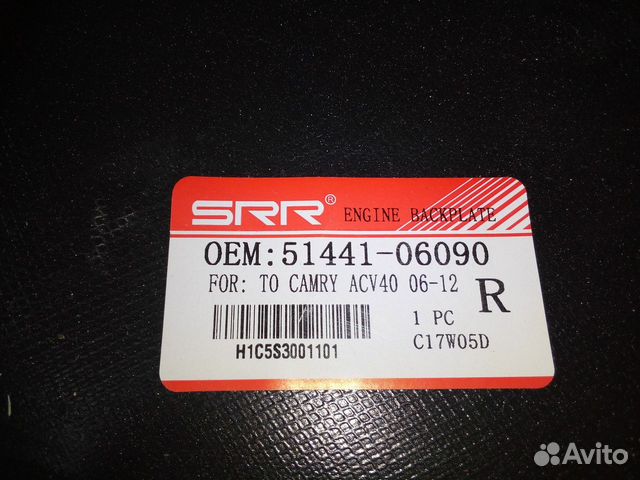 SRR® ENGINE BACKPLATE
OEM:51441-06090
FOR: TO CAMRY ACV40 06-12
R
1 PC
H1C5S3001101
C17W05D
Avito